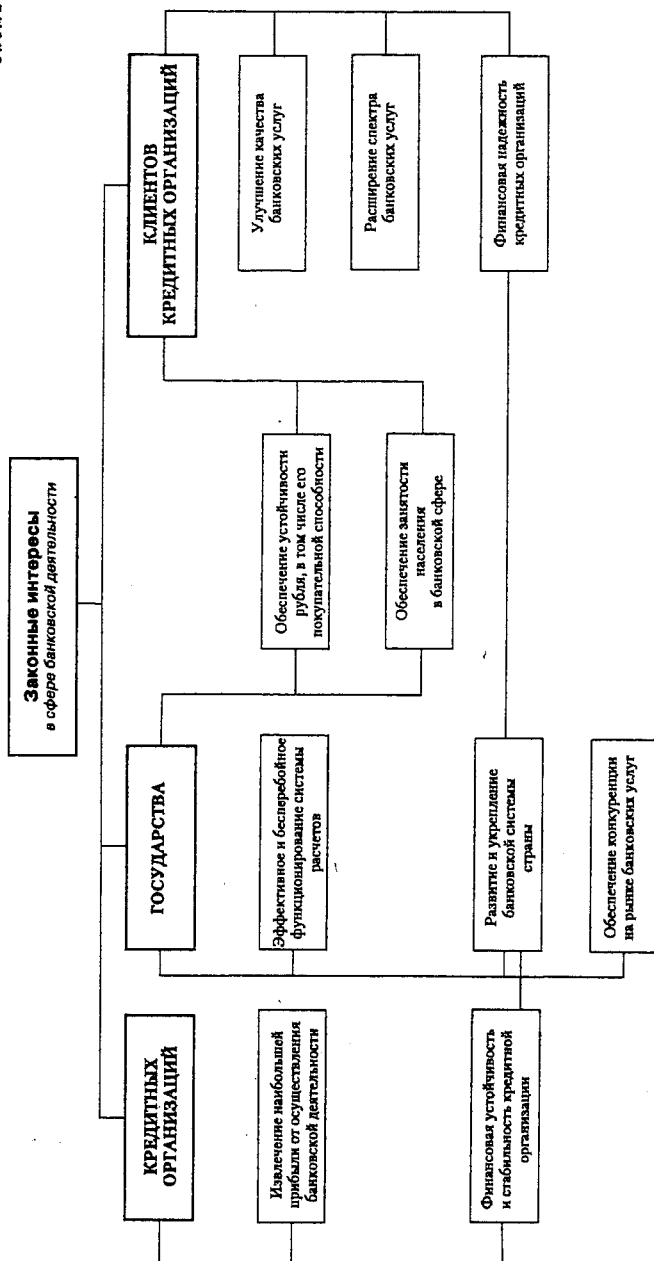 Законные интересы
в сфере банковской деятельности
КРЕДИТНЫХ
ОРГАНИЗАЦИЙ
ГОСУДАРСТВА
КЛИЕНТОВ
КРЕДИТНЫХ ОРГАНИЗАЦИЙ
Извлечение наибольшей
прибыли от осуществления
банковской деятельности
Эффективное и бесперебойное
функционирование системы
расчетов
Обеспечение устойчивости
рубля, в том числе его
покупательной способности
Улучшение качества
банковских услуг
Обеспечение занятости
населения
в банковской сфере
Расширение спектра
банковских услуг
Финансовая устойчивость
и стабильность кредитной
организации
Развитие и укрепление
банковской системы
страны
Финансовая надежность
кредитных организаций
Обеспечение конкуренции
на рынке банковских услуг